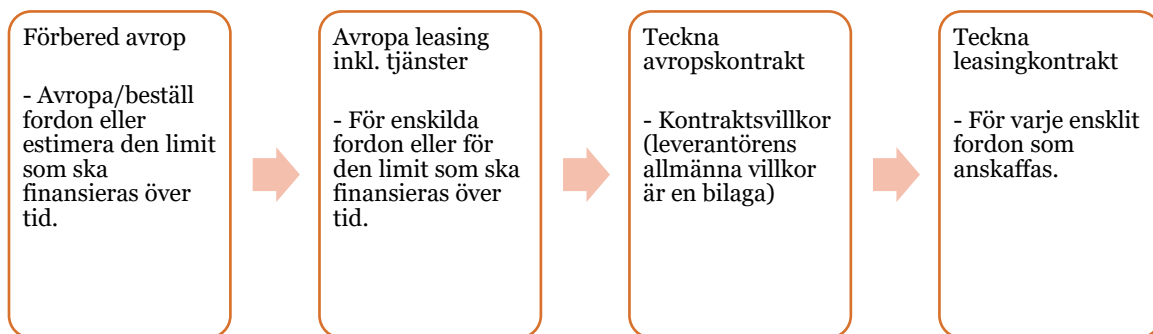 Förbered avrop
- Avropa/beställ
fordon eller
estimera den limit
som ska
finansieras över
tid.
Avropa leasing
inkl. tjänster
- För enskilda
fordon eller för
den limit som ska
finansieras över
tid.
Teckna
avropskontrakt
- Kontraktsvillkor
(leverantörens
allmänna villkor
är en bilaga)
Teckna
leasingkontrakt
- För varje ensklit
fordon som
anskaffas.